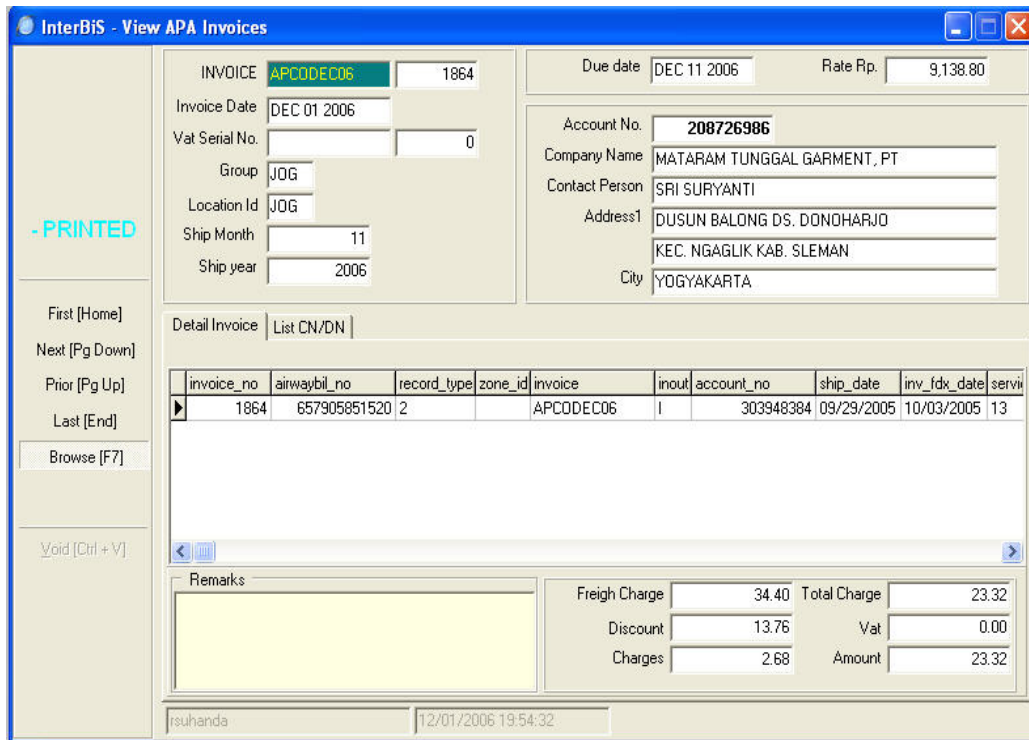 InterBiS - View APA Invoices
- PRINTED
First [Home]
Next [Pg Down]
Prior [Pg Up]
Last [End]
Browse [F7]
Void [Ctrl + V]
INVOICE APCODEC06 1864
Invoice Date DEC 01 2006
Vat Serial No. 0
Group JOG
Location Id JOG
Ship Month 11
Ship year 2006
Due date DEC 11 2006 Rate Rp. 9,138.80
Account No. 208726986
Company Name MATARAM TUNGGAL GARMENT, PT
Contact Person SRI SURYANTI
Address1 DUSUN BALONG DS. DONOHARJO
KEC. NGAGLIK KAB. SLEMAN
City YOGYAKARTA
Detail Invoice List CN/DN
invoice_no airwaybil_no record_type zone_id invoice inout account_no ship_date inv_fdx_date servi
1864 657905851520 2 APCODEC06 I 303948384 09/29/2005 10/03/2005 13
Remarks
Freigh Charge 34.40 Total Charge 23.32
Discount 13.76 Vat 0.00
Charges 2.68 Amount 23.32
rsuhanda 12/01/2006 19:54:32